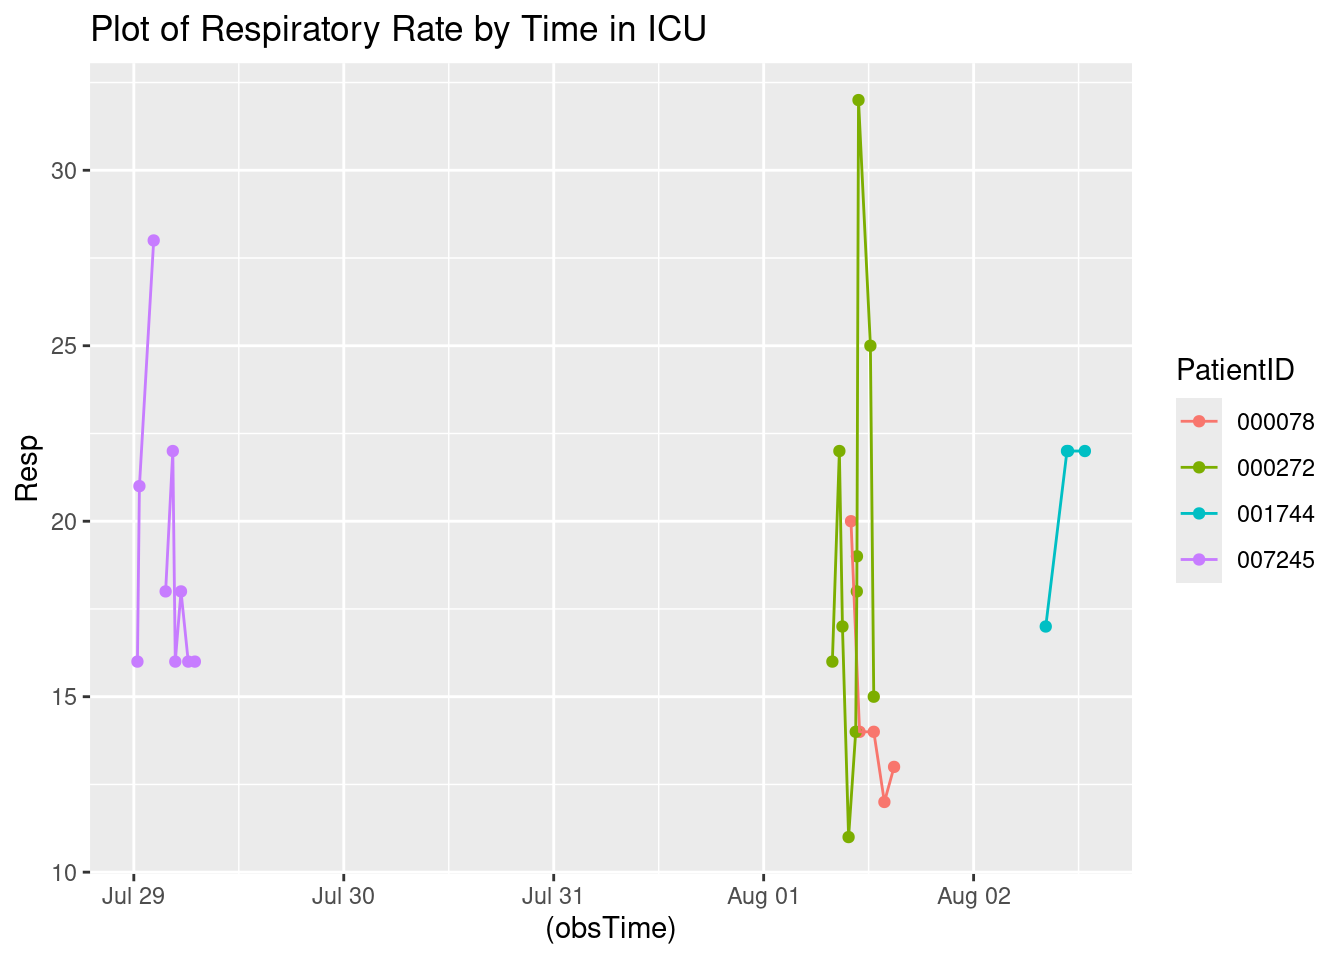 Plot of Respiratory Rate by Time in ICU
30
25
20
15
10
Resp
Jul 29
Jul 30
Jul 31
Aug 01
Aug 02
(obsTime)
PatientID
000078
000272
001744
007245